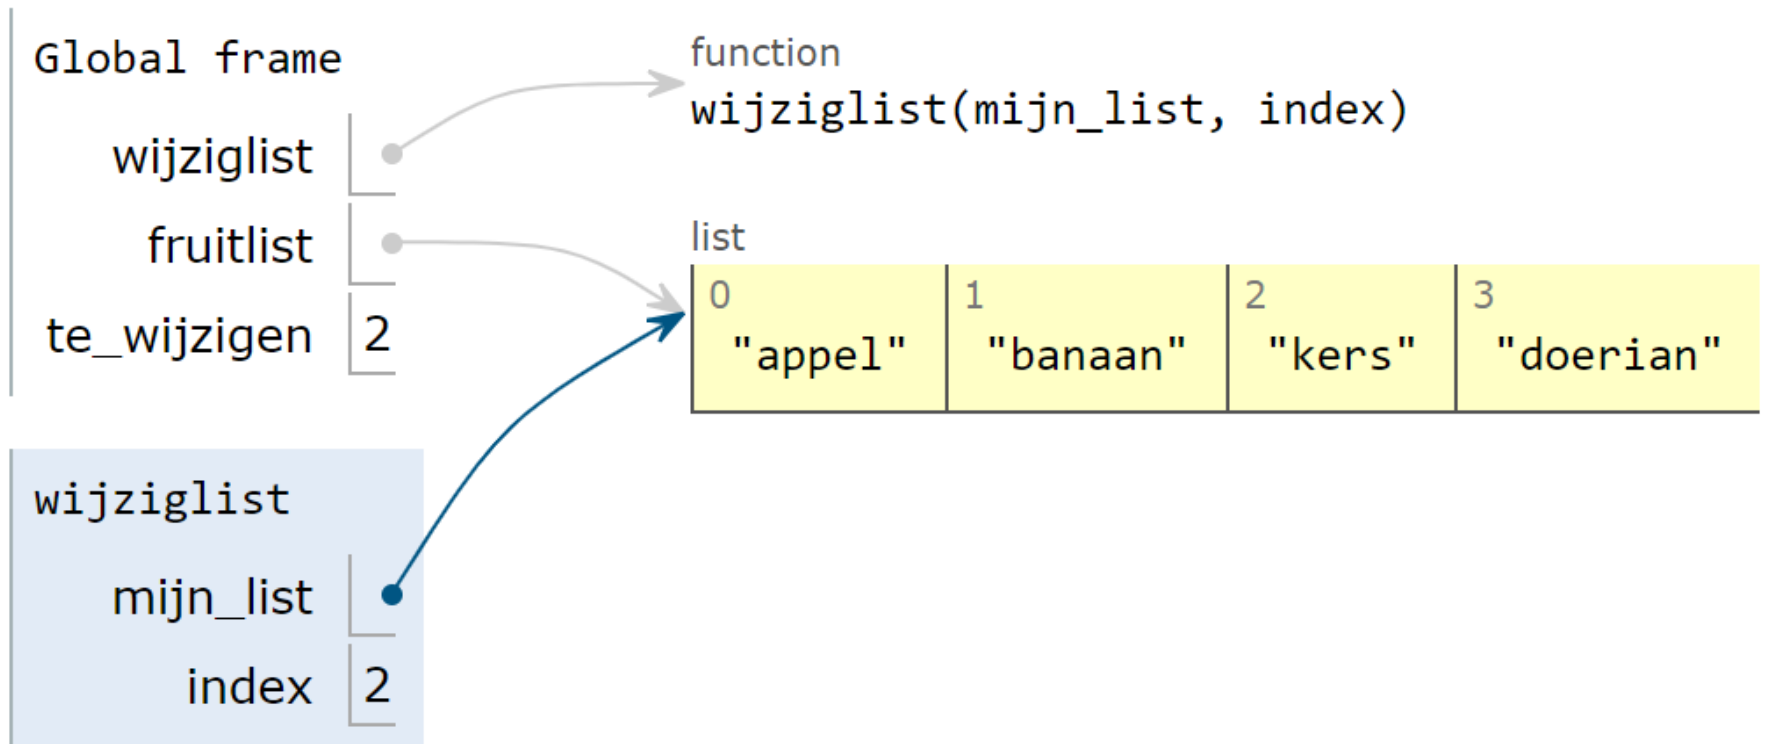 Global frame
wijziglist
fruitlist
te_wijzigen 2
function
wijziglist(mijn_list, index)
list
0 1 2 3
"appel" "banaan" "kers" "doerian"
wijziglist
mijn_list
index 2